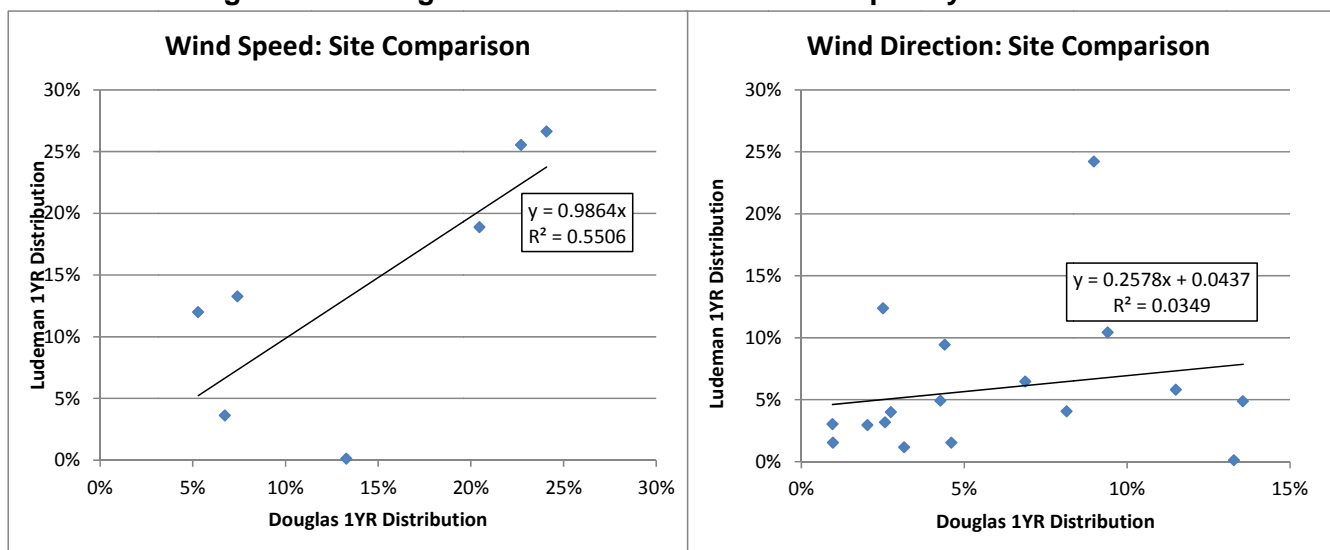 Wind Speed: Site Comparison
30%
25%
20%
15%
10%
5%
0%
Ludeman 1YR Distribution
y = 0.9864x
R² = 0.5506
0% 5% 10% 15% 20% 25% 30%
Douglas 1YR Distribution
Wind Direction: Site Comparison
30%
25%
20%
15%
10%
5%
0%
Ludeman 1YR Distribution
y = 0.2578x + 0.0437
R² = 0.0349
0% 5% 10% 15%
Douglas 1YR Distribution